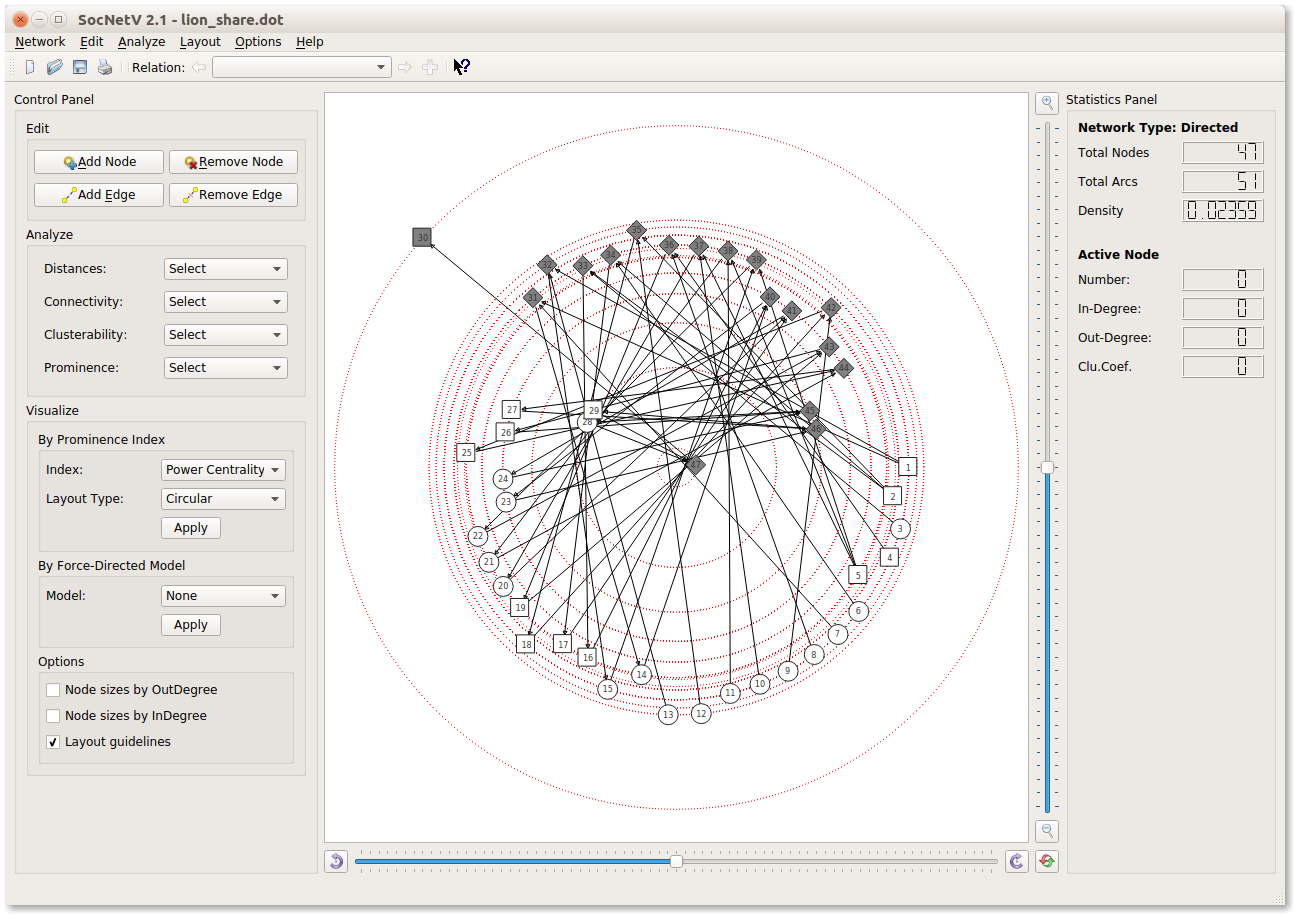 SocNetV 2.1 - lion_share.dot
Network Edit Analyze Layout Options Help
Relation:
Control Panel
Edit
Add Node Remove Node
Add Edge Remove Edge
Analyze
Distances: Select
Connectivity: Select
Clusterability: Select
Prominence: Select
Visualize
By Prominence Index
Index: Power Centrality
Layout Type: Circular
Apply
By Force-Directed Model
Model: None
Apply
Options
Node sizes by OutDegree
Node sizes by InDegree
Layout guidelines
35
36
37
38
39
30
34
33
32
31
40
41
42
43
44
27
29
28
45
46
26
25
47
1
24
2
23
3
22
4
21
5
20
19
6
7
18
17
16
8
14
9
15
10
11
13
12
Statistics Panel
Network Type: Directed
Total Nodes 47
Total Arcs 51
Density 0.02359
Active Node
Number: 0
In-Degree: 0
Out-Degree: 0
Clu.Coef. 0